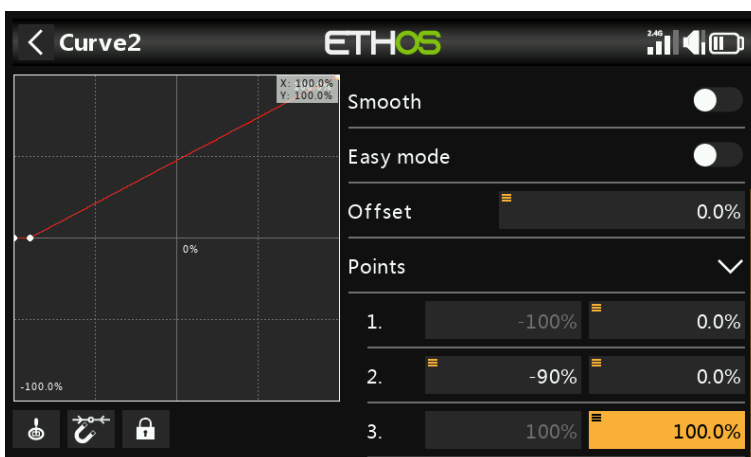 Curve2
ETHOS
2.4G
X: 100.0%
Y: 100.0%
0%
-100.0%
Smooth
Easy mode
Offset 0.0%
Points
1. -100% 0.0%
2. -90% 0.0%
3. 100% 100.0%